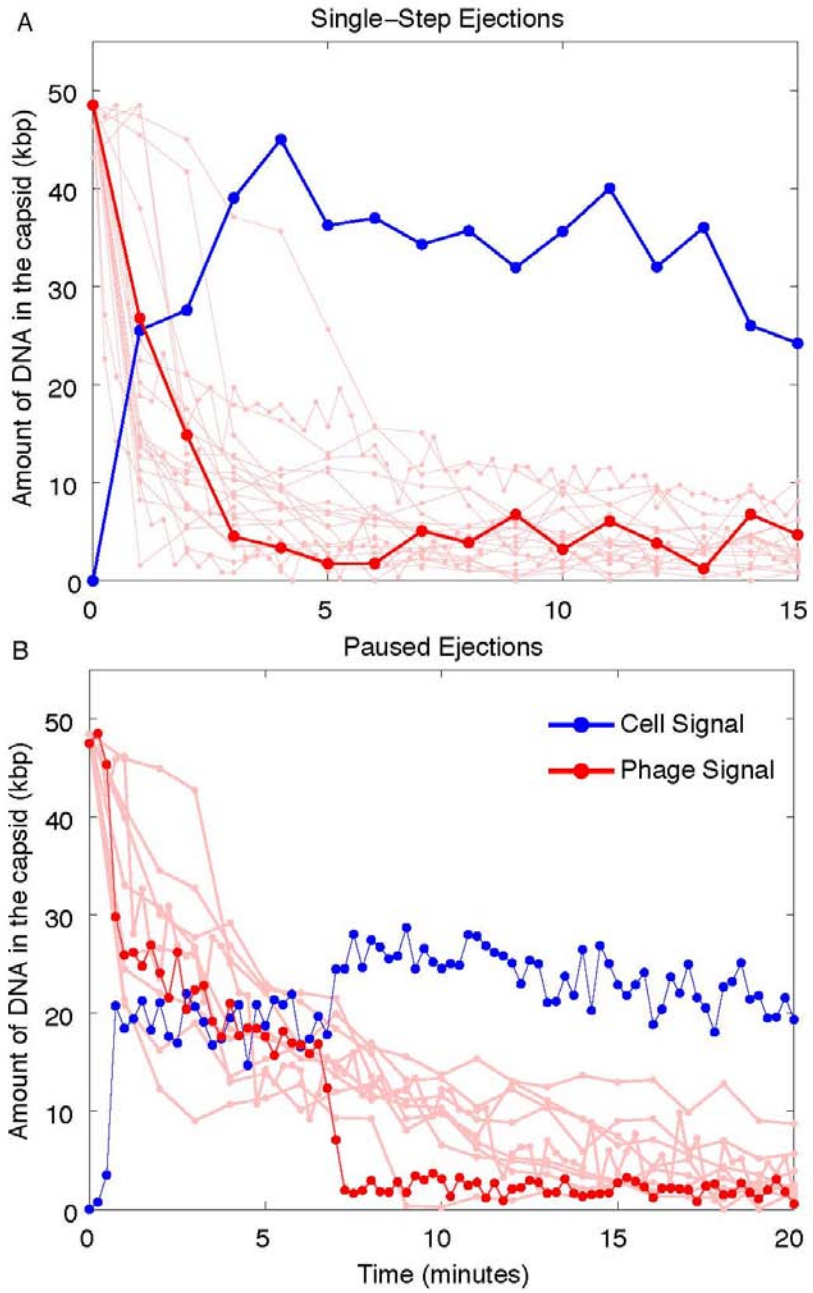 A
Single-Step Ejections
Amount of DNA in the capsid (kbp)
50
40
30
20
10
0
0 5 10 15
B
Paused Ejections
Amount of DNA in the capsid (kbp)
50
40
30
20
10
0
Cell Signal
Phage Signal
0 5 10 15 20
Time (minutes)